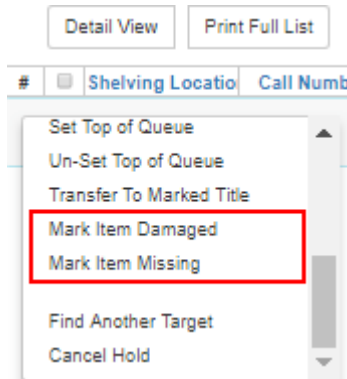 Detail View Print Full List
# Shelving Locatio Call Numb
Set Top of Queue
Un-Set Top of Queue
Transfer To Marked Title
Mark Item Damaged
Mark Item Missing
Find Another Target
Cancel Hold